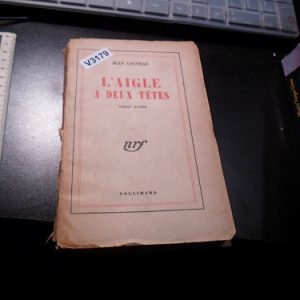 V3179
JEAN COCTEAU
L'AIGLE
A DEUX TÊTES
TROIS ACTES
nrf
GALLIMARD